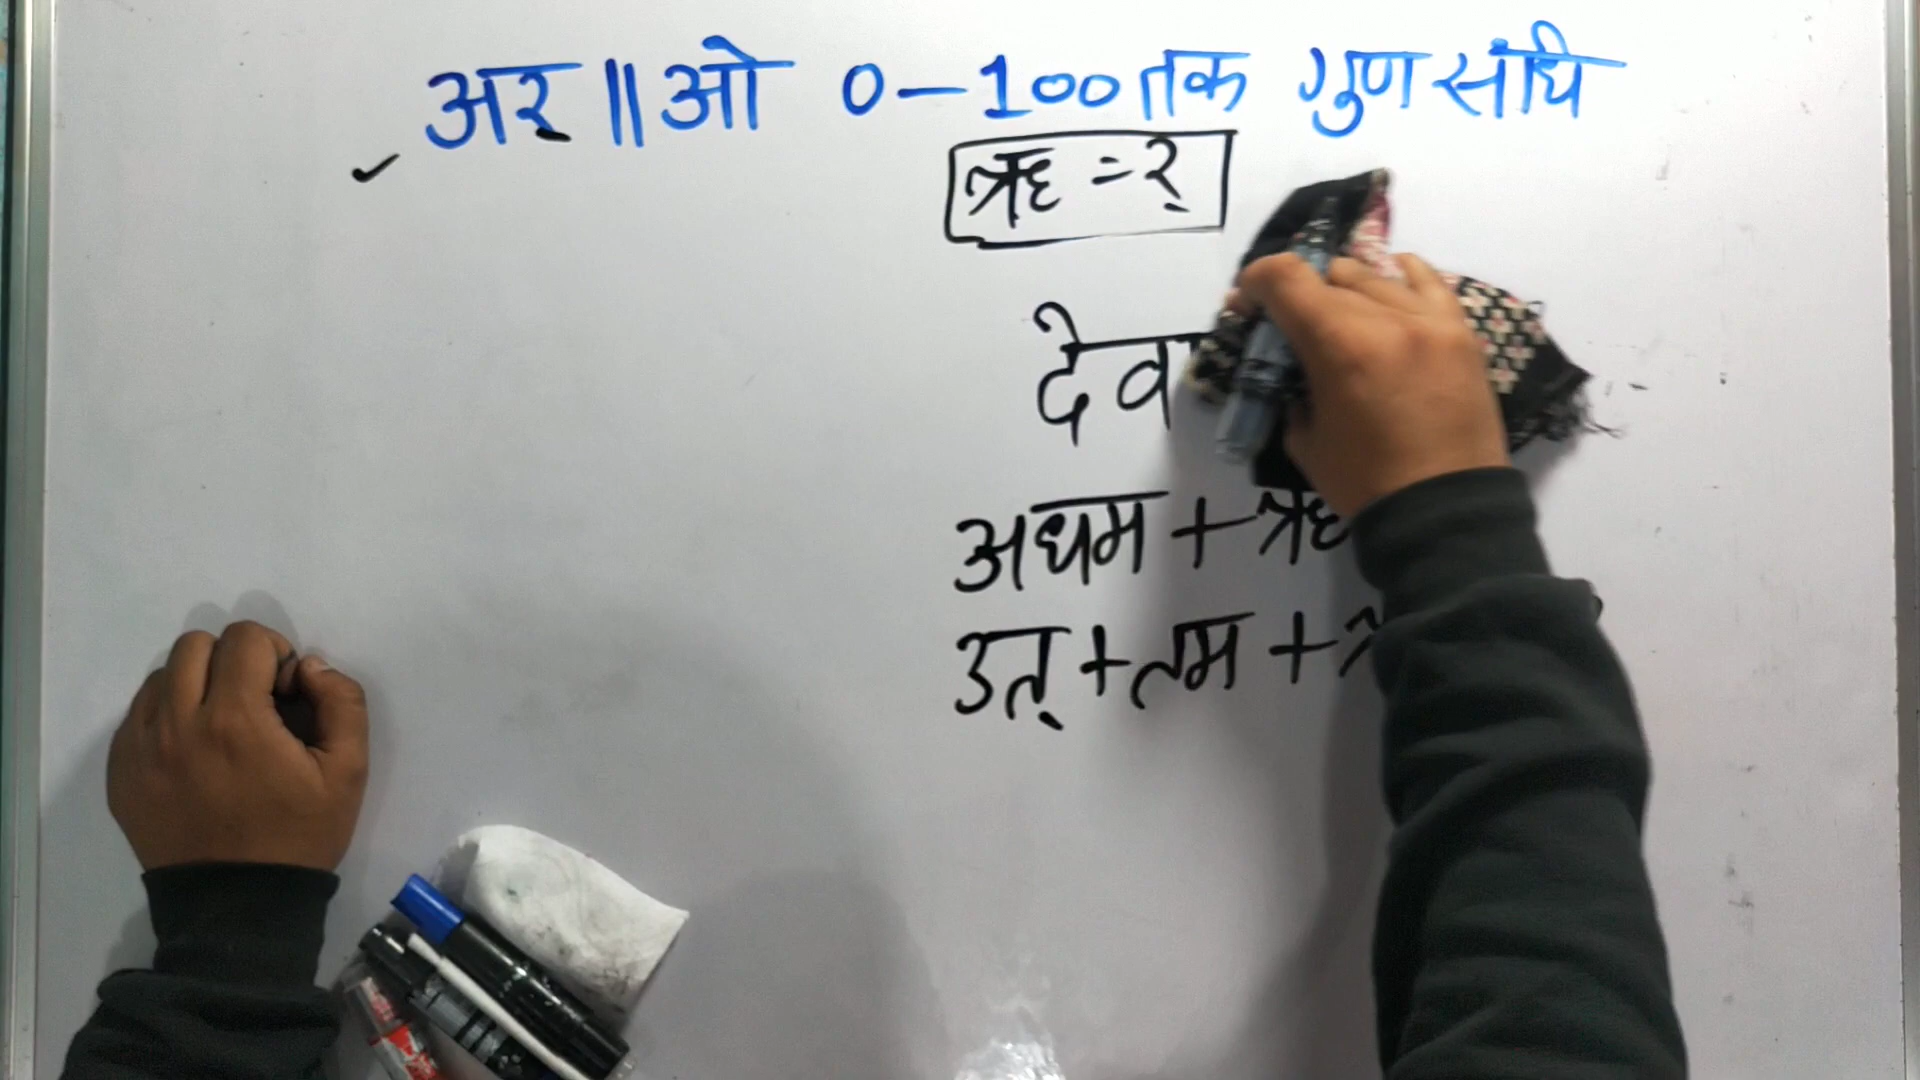 अर् || ओ 0-100 तक गुण संधि
ऋ = र्
देव
अधम + ऋ
उत् + तम +